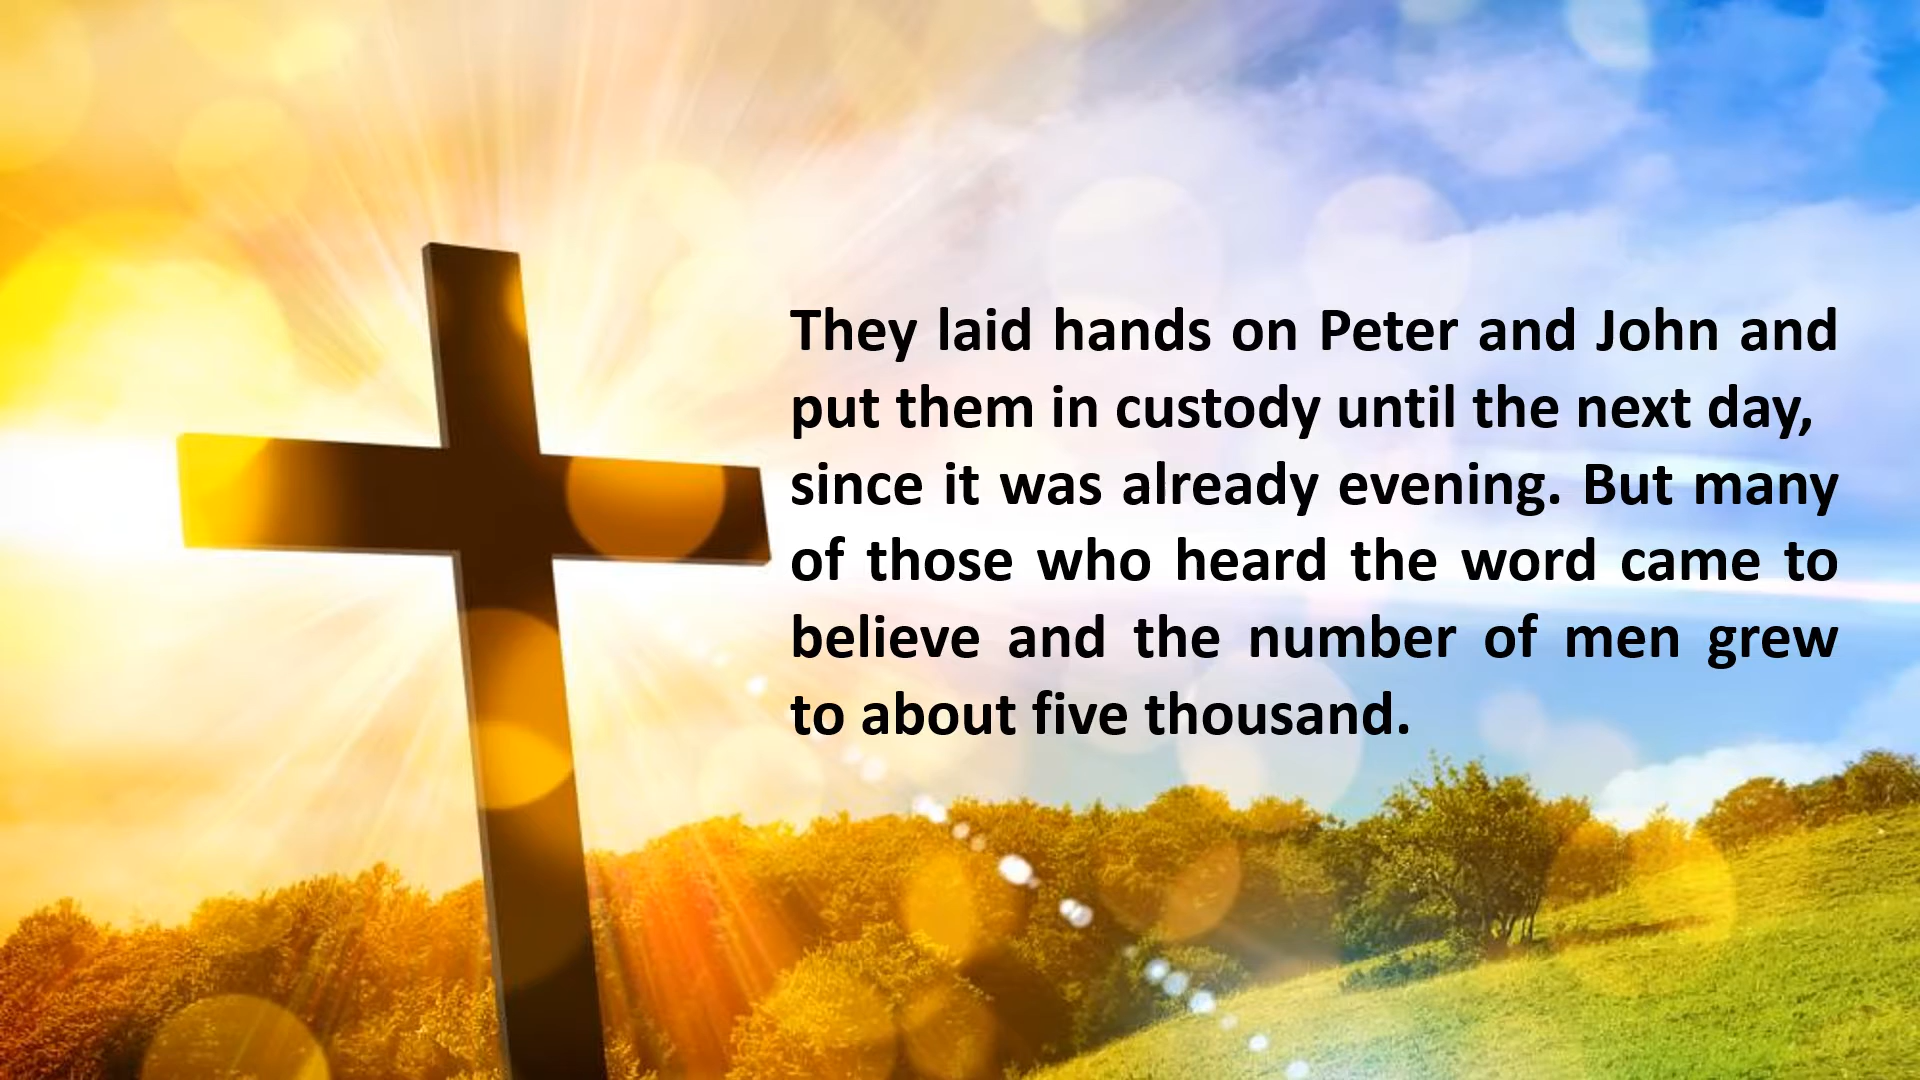 They laid hands on Peter and John and
put them in custody until the next day,
since it was already evening. But many
of those who heard the word came to
believe and the number of men grew
to about five thousand.